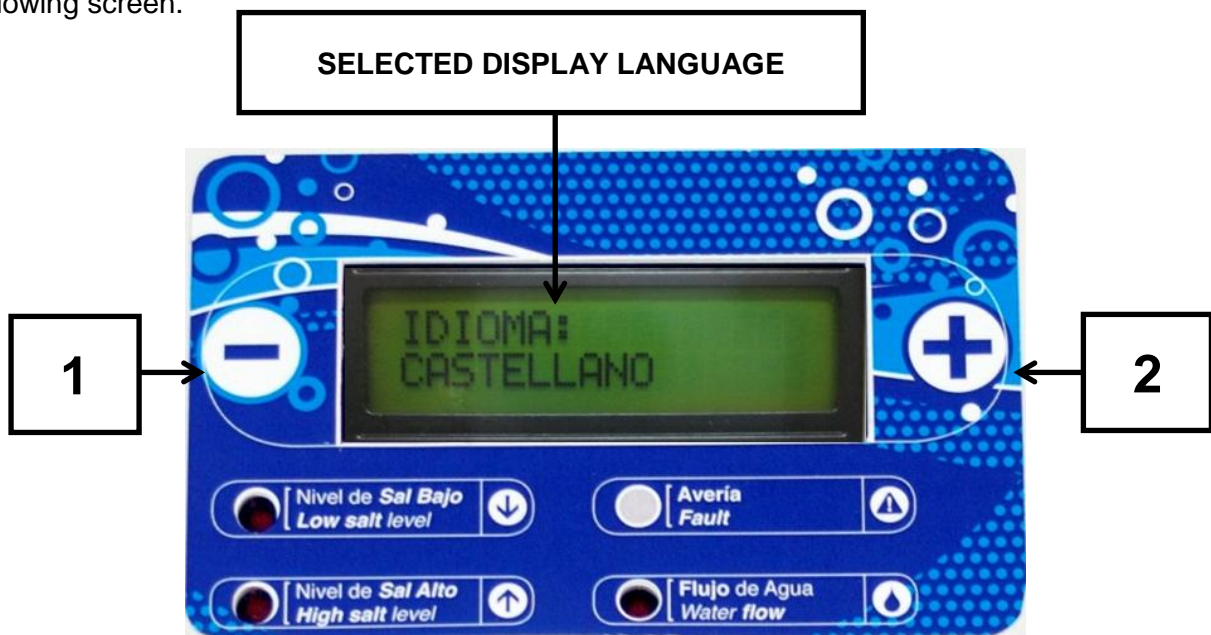 lowing screen.
SELECTED DISPLAY LANGUAGE
1
IDIOMA:
CASTELLANO
2
Nivel de Sal Bajo
Low salt level
Avería
Fault
Nivel de Sal Alto
High salt level
Flujo de Agua
Water flow